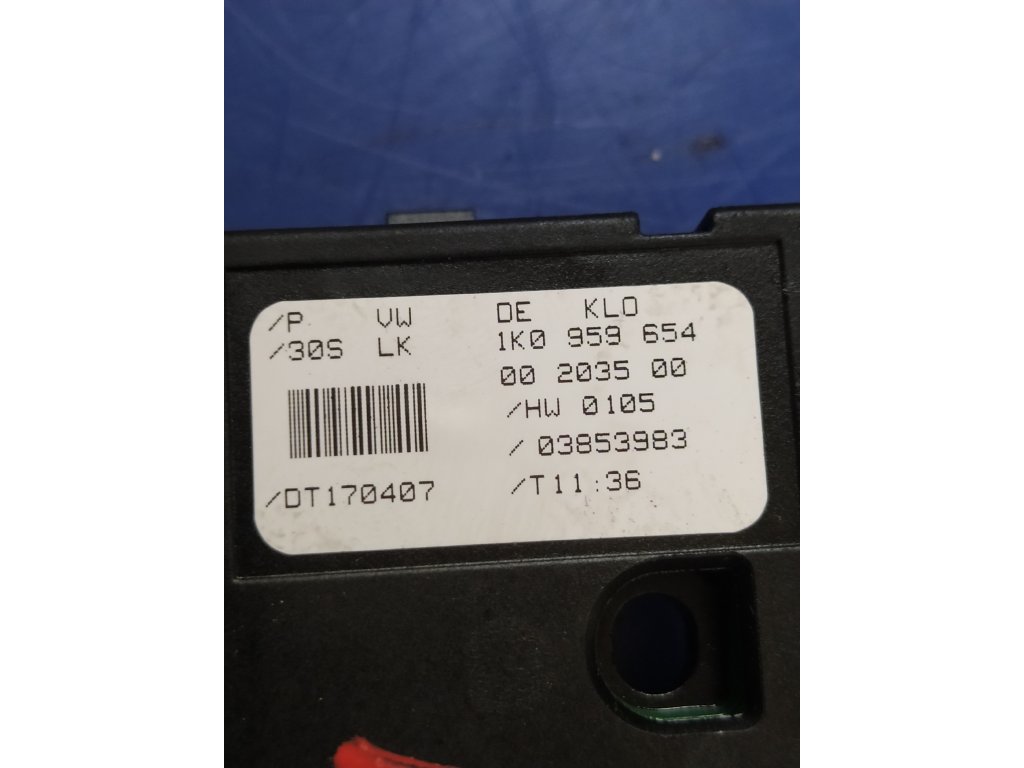 /P. VW DE KLO
/30S LK 1K0 959 654
00 2035 00
/HW 0105
/ 03853983
/DT170407 /T11:36